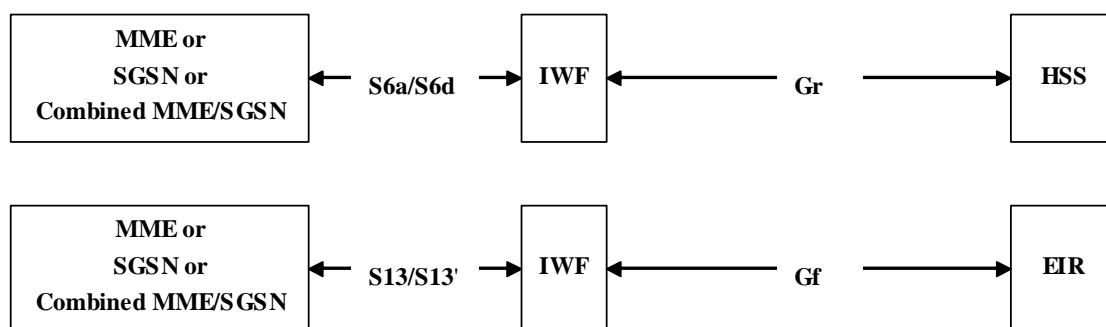 MME or
SGSN or
Combined MME/SGSN
S6a/S6d
IWF
Gr
HSS
MME or
SGSN or
Combined MME/SGSN
S13/S13'
IWF
Gf
EIR